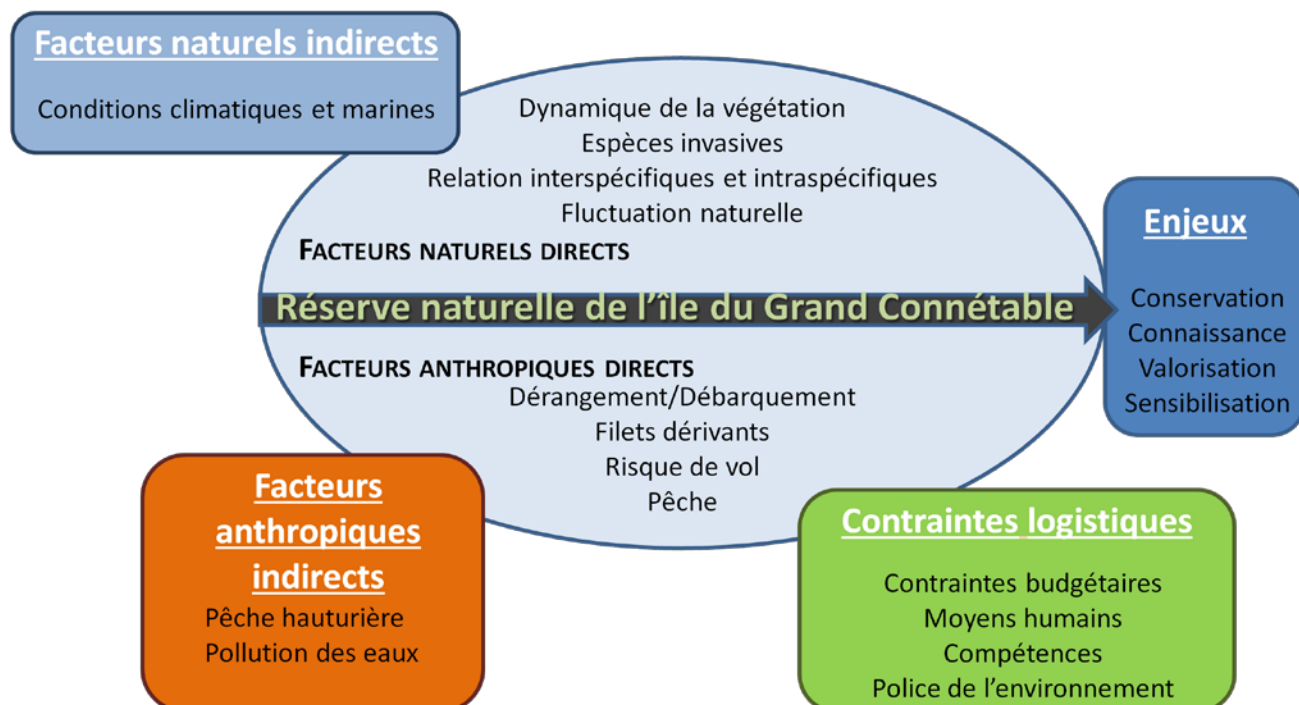 Facteurs naturels indirects
Conditions climatiques et marines
Dynamique de la végétation
Espèces invasives
Relation interspécifiques et intraspécifiques
Fluctuation naturelle
FACTEURS NATURELS DIRECTS
Réserve naturelle de l'île du Grand Connétable
FACTEURS ANTHROPIQUES DIRECTS
Dérangement/Débarquement
Filets dérivants
Risque de vol
Pêche
Enjeux
Conservation
Connaissance
Valorisation
Sensibilisation
Facteurs
anthropiques
indirects
Pêche hauturière
Pollution des eaux
Contraintes logistiques
Contraintes budgétaires
Moyens humains
Compétences
Police de l'environnement